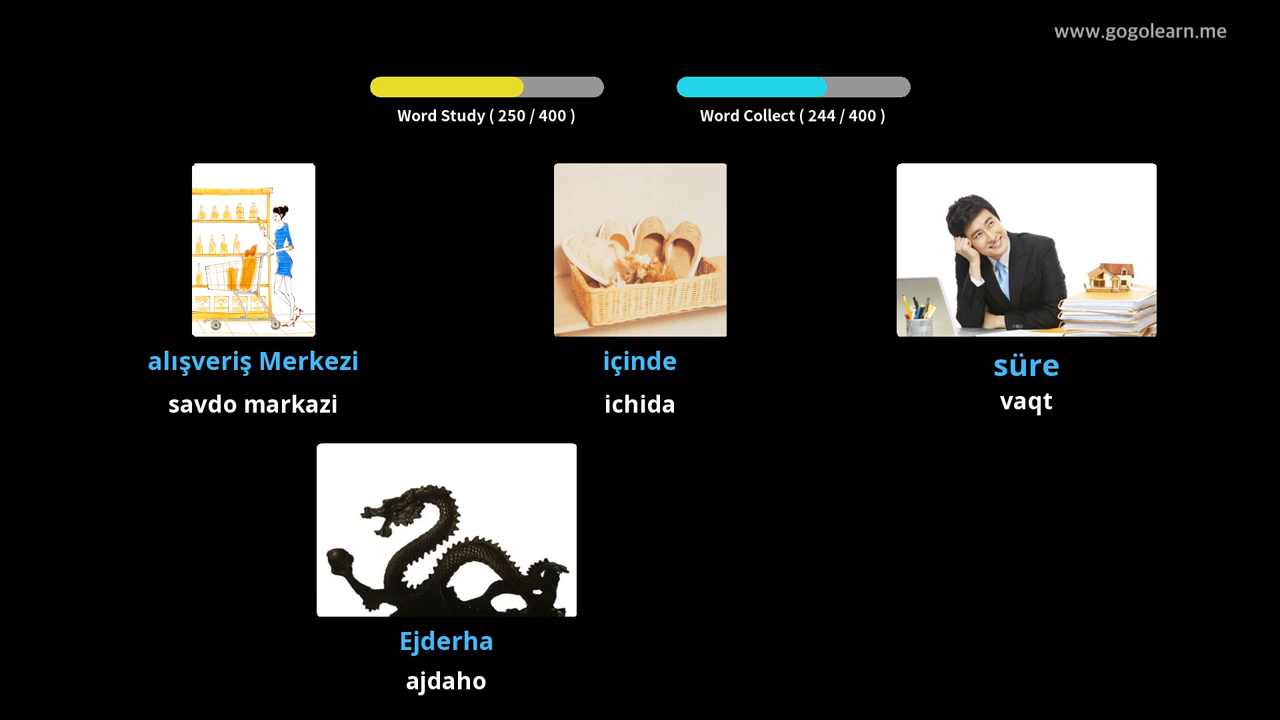 www.gogolearn.me
Word Study ( 250 / 400 )
Word Collect ( 244 / 400 )
alışveriş Merkezi
savdo markazi
içinde
ichida
süre
vaqt
Ejderha
ajdaho